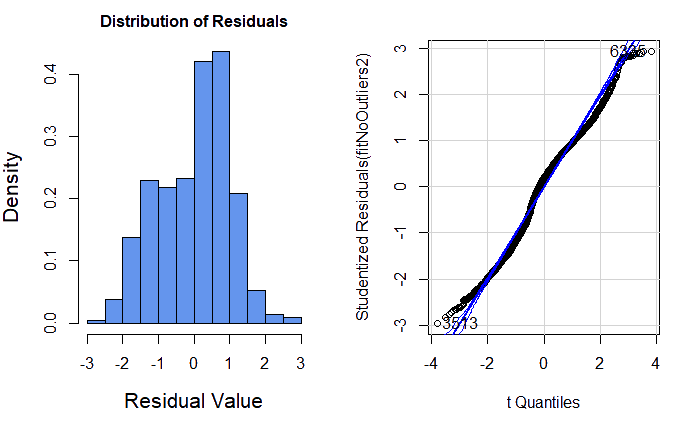 Distribution of Residuals
Density
0.0 0.1 0.2 0.3 0.4
-3 -2 -1 0 1 2 3
Residual Value
Studentized Residuals(fitNoOutliers2)
-3 -2 -1 0 1 2 3
3513
-4 -2 0 2 4
t Quantiles